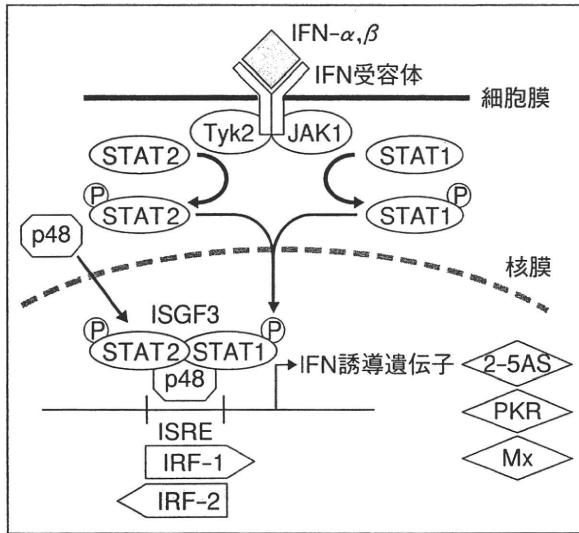 IFN-α,β
IFN受容体
細胞膜
Tyk2 JAK1
STAT2 STAT1
P P
STAT2 STAT1
p48
核膜
ISGF3
P P
STAT2 STAT1
p48
IFN誘導遺伝子
2-5AS
PKR
Mx
ISRE
IRF-1
IRF-2